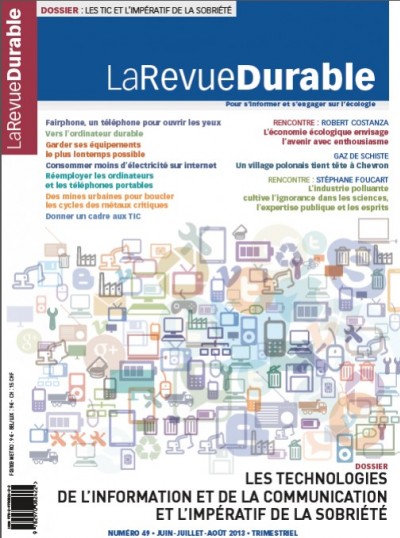 DOSSIER : LES TIC ET L'IMPÉRATIF DE LA SOBRIÉTÉ
LaRevueDurable
LaRevueDurable
Pour s'informer et s'engager sur l'écologie
Fairphone, un téléphone pour ouvrir les yeux
Vers l'ordinateur durable
Garder ses équipements
le plus longtemps possible
Consommer moins d'électricité sur internet
Réemployer les ordinateurs
et les téléphones portables
Des mines urbaines pour boucler
les cycles des métaux critiques
Donner un cadre aux TIC
RENCONTRE : ROBERT COSTANZA
L'économie écologique envisage
l'avenir avec enthousiasme
GAZ DE SCHISTE
Un village polonais tient tête à Chevron
RENCONTRE : STÉPHANE FOUCART
L'industrie polluante
cultive l'ignorance dans les sciences,
l'expertise publique et les esprits
DOSSIER
LES TECHNOLOGIES
DE L'INFORMATION ET DE LA COMMUNICATION
ET L'IMPÉRATIF DE LA SOBRIÉTÉ
NUMÉRO 49 • JUIN-JUILLET-AOÛT 2013 • TRIMESTRIEL